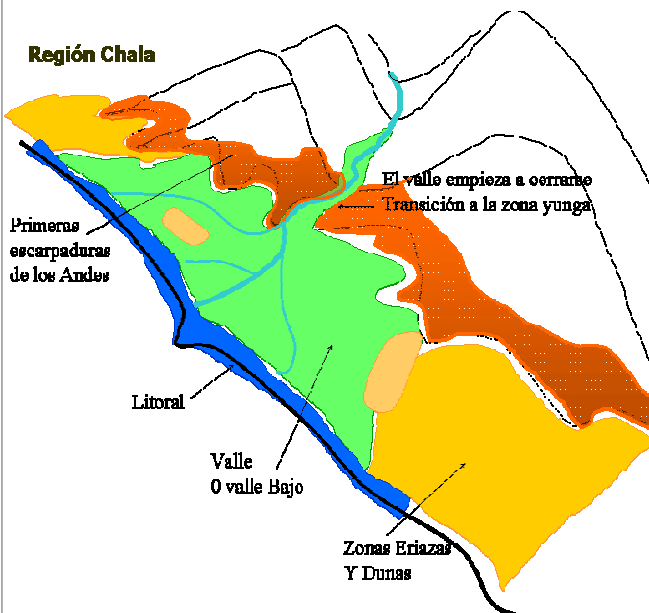 Región Chala
El valle empieza a cerrarse
Transición a la zona yunga
Primeras
escarpaduras
de los Andes
Litoral
Valle
0 valle Bajo
Zonas Eriazas
Y Dunas